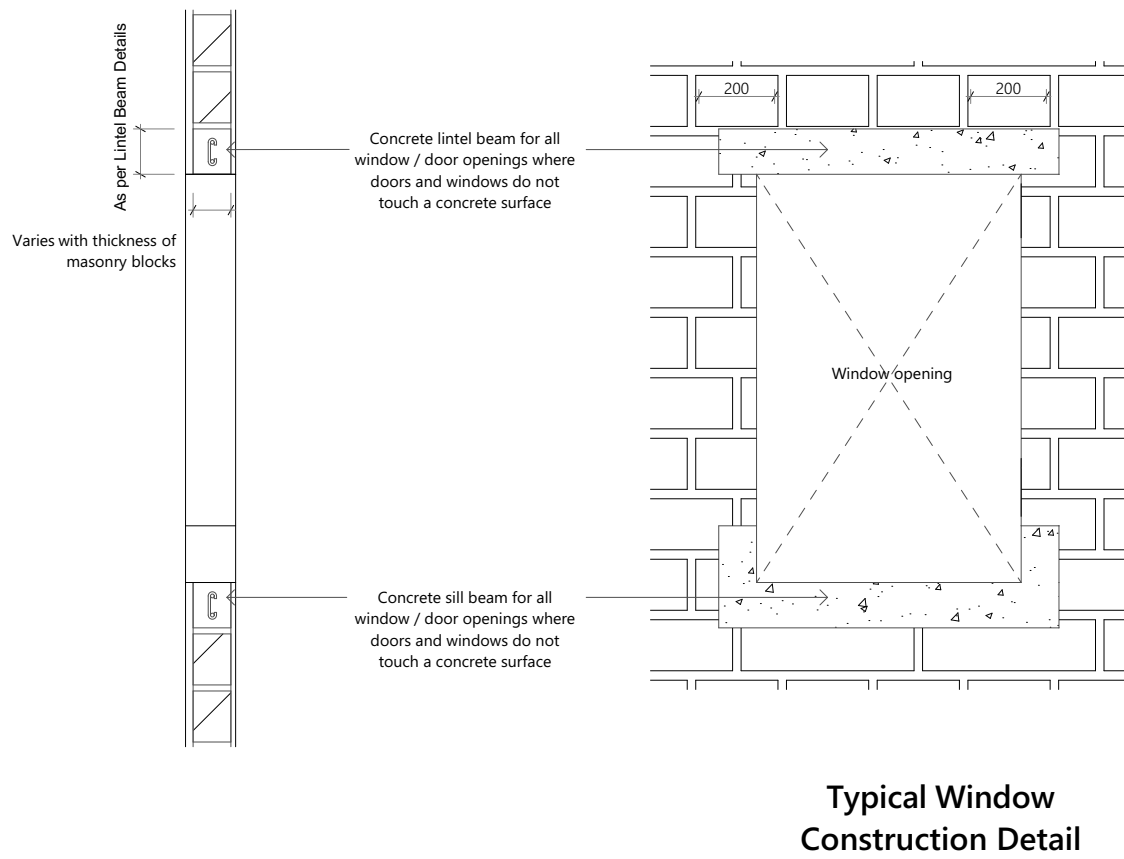 As per Lintel Beam Details
Varies with thickness of
masonry blocks
Concrete lintel beam for all
window / door openings where
doors and windows do not
touch a concrete surface
200
200
Window opening
Concrete sill beam for all
window / door openings where
doors and windows do not
touch a concrete surface
Typical Window
Construction Detail